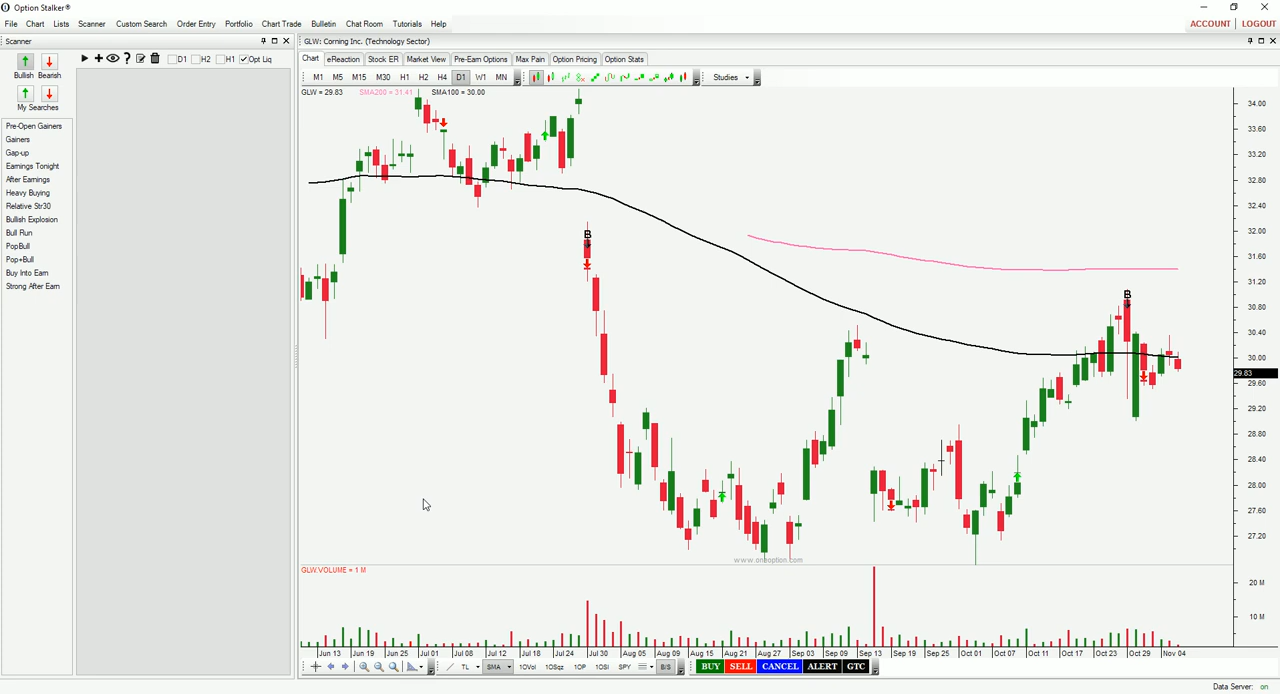 Option Stalker®
File Chart Lists Scanner Custom Search Order Entry Portfolio Chart Trade Bulletin Chat Room Tutorials Help ACCOUNT LOGOUT
Scanner
GLW: Corning Inc. (Technology Sector)
D1 H2 H1 Opt Liq
Bullish Bearish
My Searches
Pre-Open Gainers
Gainers
Gap-up
Earnings Tonight
After Earnings
Heavy Buying
Relative Str30
Bullish Explosion
Bull Run
PopBull
Pop+Bull
Buy Into Earn
Strong After Earn
Chart eReaction Stock ER Market View Pre-Earn Options Max Pain Option Pricing Option Stats
M1 M5 M15 M30 H1 H2 H4 D1 W1 MN Studies
GLW = 29.83 SMA200 = 31.41 SMA100 = 30.00
34.00
33.60
33.20
32.80
32.40
32.00
31.60
31.20
30.80
30.40
30.00
29.83
29.60
29.20
28.80
28.40
28.00
27.60
27.20
B
B
www.oneoption.com
GLW.VOLUME = 1 M
20 M
10 M
Jun 13 Jun 19 Jun 25 Jul 01 Jul 08 Jul 12 Jul 18 Jul 24 Jul 30 Aug 05 Aug 09 Aug 15 Aug 21 Aug 27 Sep 03 Sep 09 Sep 13 Sep 19 Sep 25 Oct 01 Oct 07 Oct 11 Oct 17 Oct 23 Oct 29 Nov 04
TL SMA 1OVol 1OSqz 1OP 1OSI SPY B/S BUY SELL CANCEL ALERT GTC
Data Server: on